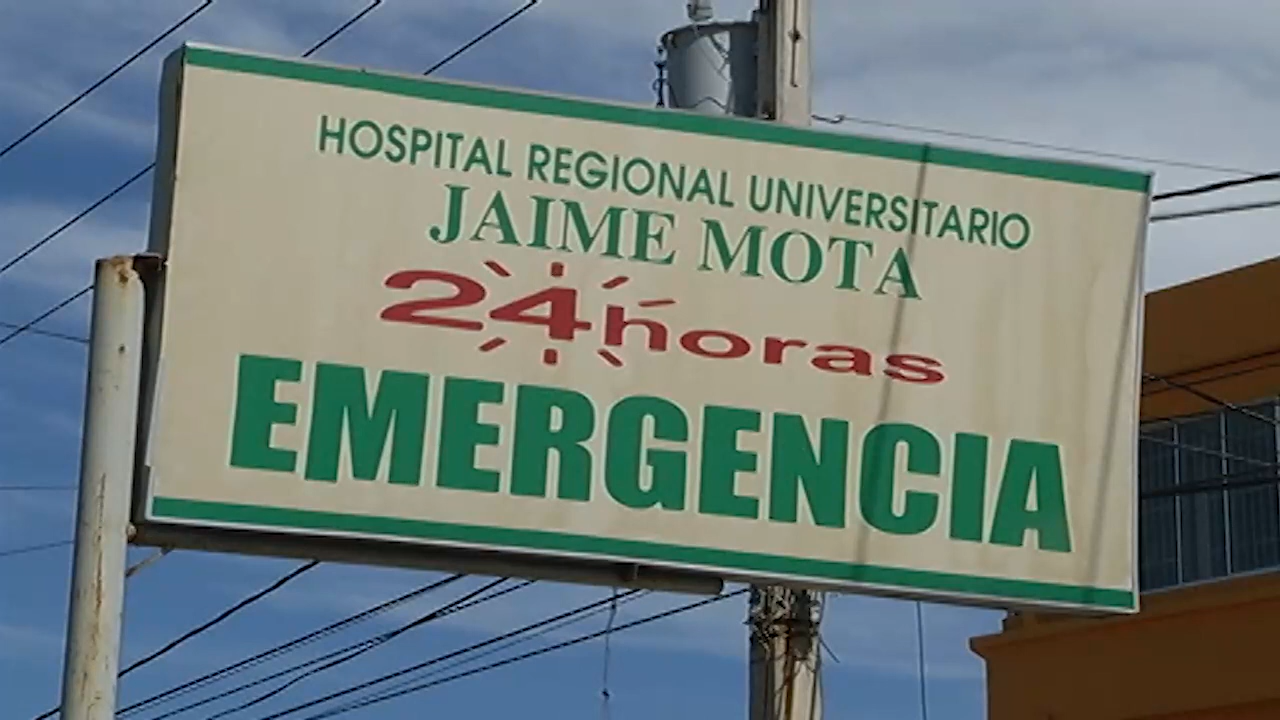 HOSPITAL REGIONAL UNIVERSITARIO
JAIME MOTA
24 horas
EMERGENCIA